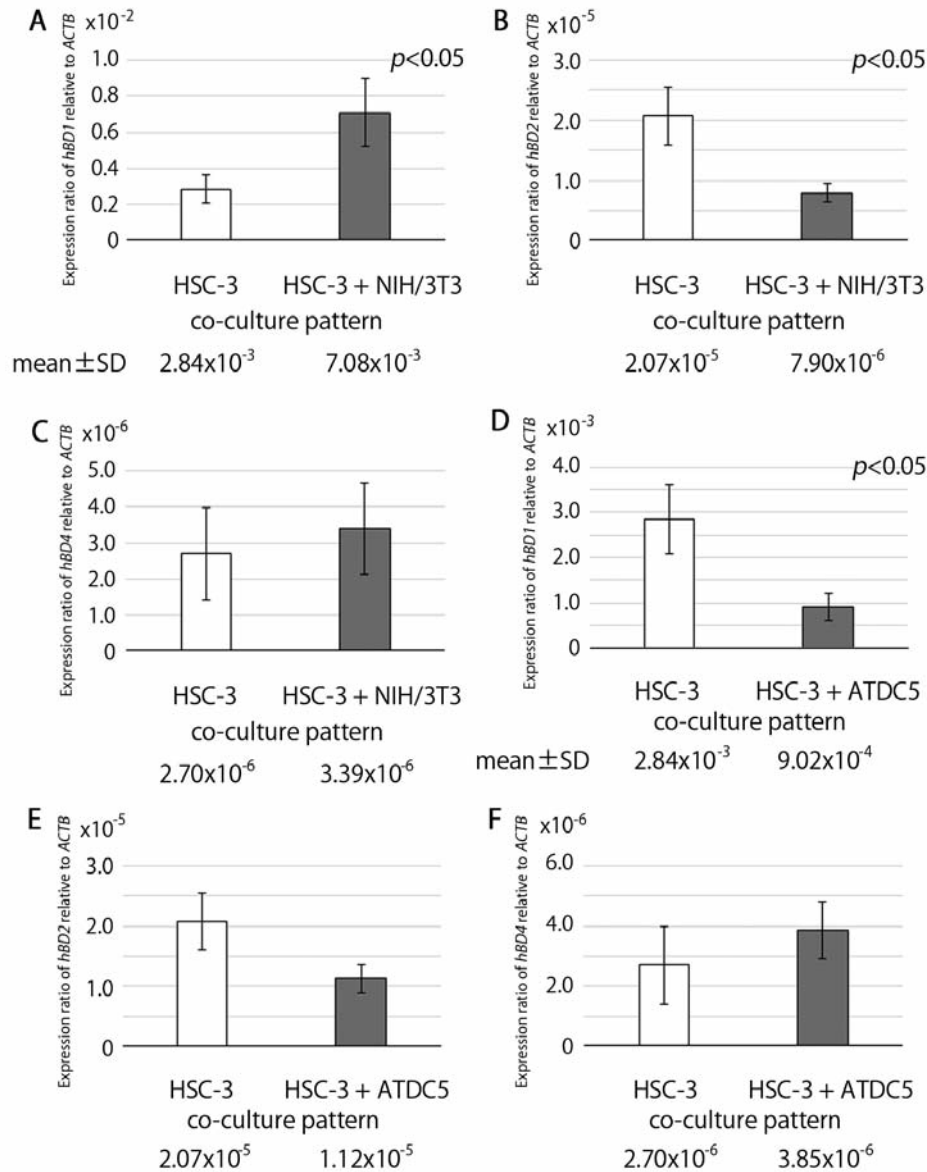 A
x10⁻²
Expression ratio of hBD1 relative to ACTB
p<0.05
1.0
0.8
0.6
0.4
0.2
0
HSC-3 HSC-3 + NIH/3T3
co-culture pattern
mean ±SD 2.84x10⁻³ 7.08x10⁻³
B
x10⁻⁵
Expression ratio of hBD2 relative to ACTB
p<0.05
3.0
2.0
1.0
0
HSC-3 HSC-3 + NIH/3T3
co-culture pattern
2.07x10⁻⁵ 7.90x10⁻⁶
C
x10⁻⁶
Expression ratio of hBD4 relative to ACTB
5.0
4.0
3.0
2.0
1.0
0
HSC-3 HSC-3 + NIH/3T3
co-culture pattern
2.70x10⁻⁶ 3.39x10⁻⁶
D
x10⁻³
Expression ratio of hBD1 relative to ACTB
p<0.05
4.0
3.0
2.0
1.0
0
HSC-3 HSC-3 + ATDC5
co-culture pattern
mean ±SD 2.84x10⁻³ 9.02x10⁻⁴
E
x10⁻⁵
Expression ratio of hBD2 relative to ACTB
3.0
2.0
1.0
0
HSC-3 HSC-3 + ATDC5
co-culture pattern
2.07x10⁻⁵ 1.12x10⁻⁵
F
x10⁻⁶
Expression ratio of hBD4 relative to ACTB
6.0
4.0
2.0
0
HSC-3 HSC-3 + ATDC5
co-culture pattern
2.70x10⁻⁶ 3.85x10⁻⁶